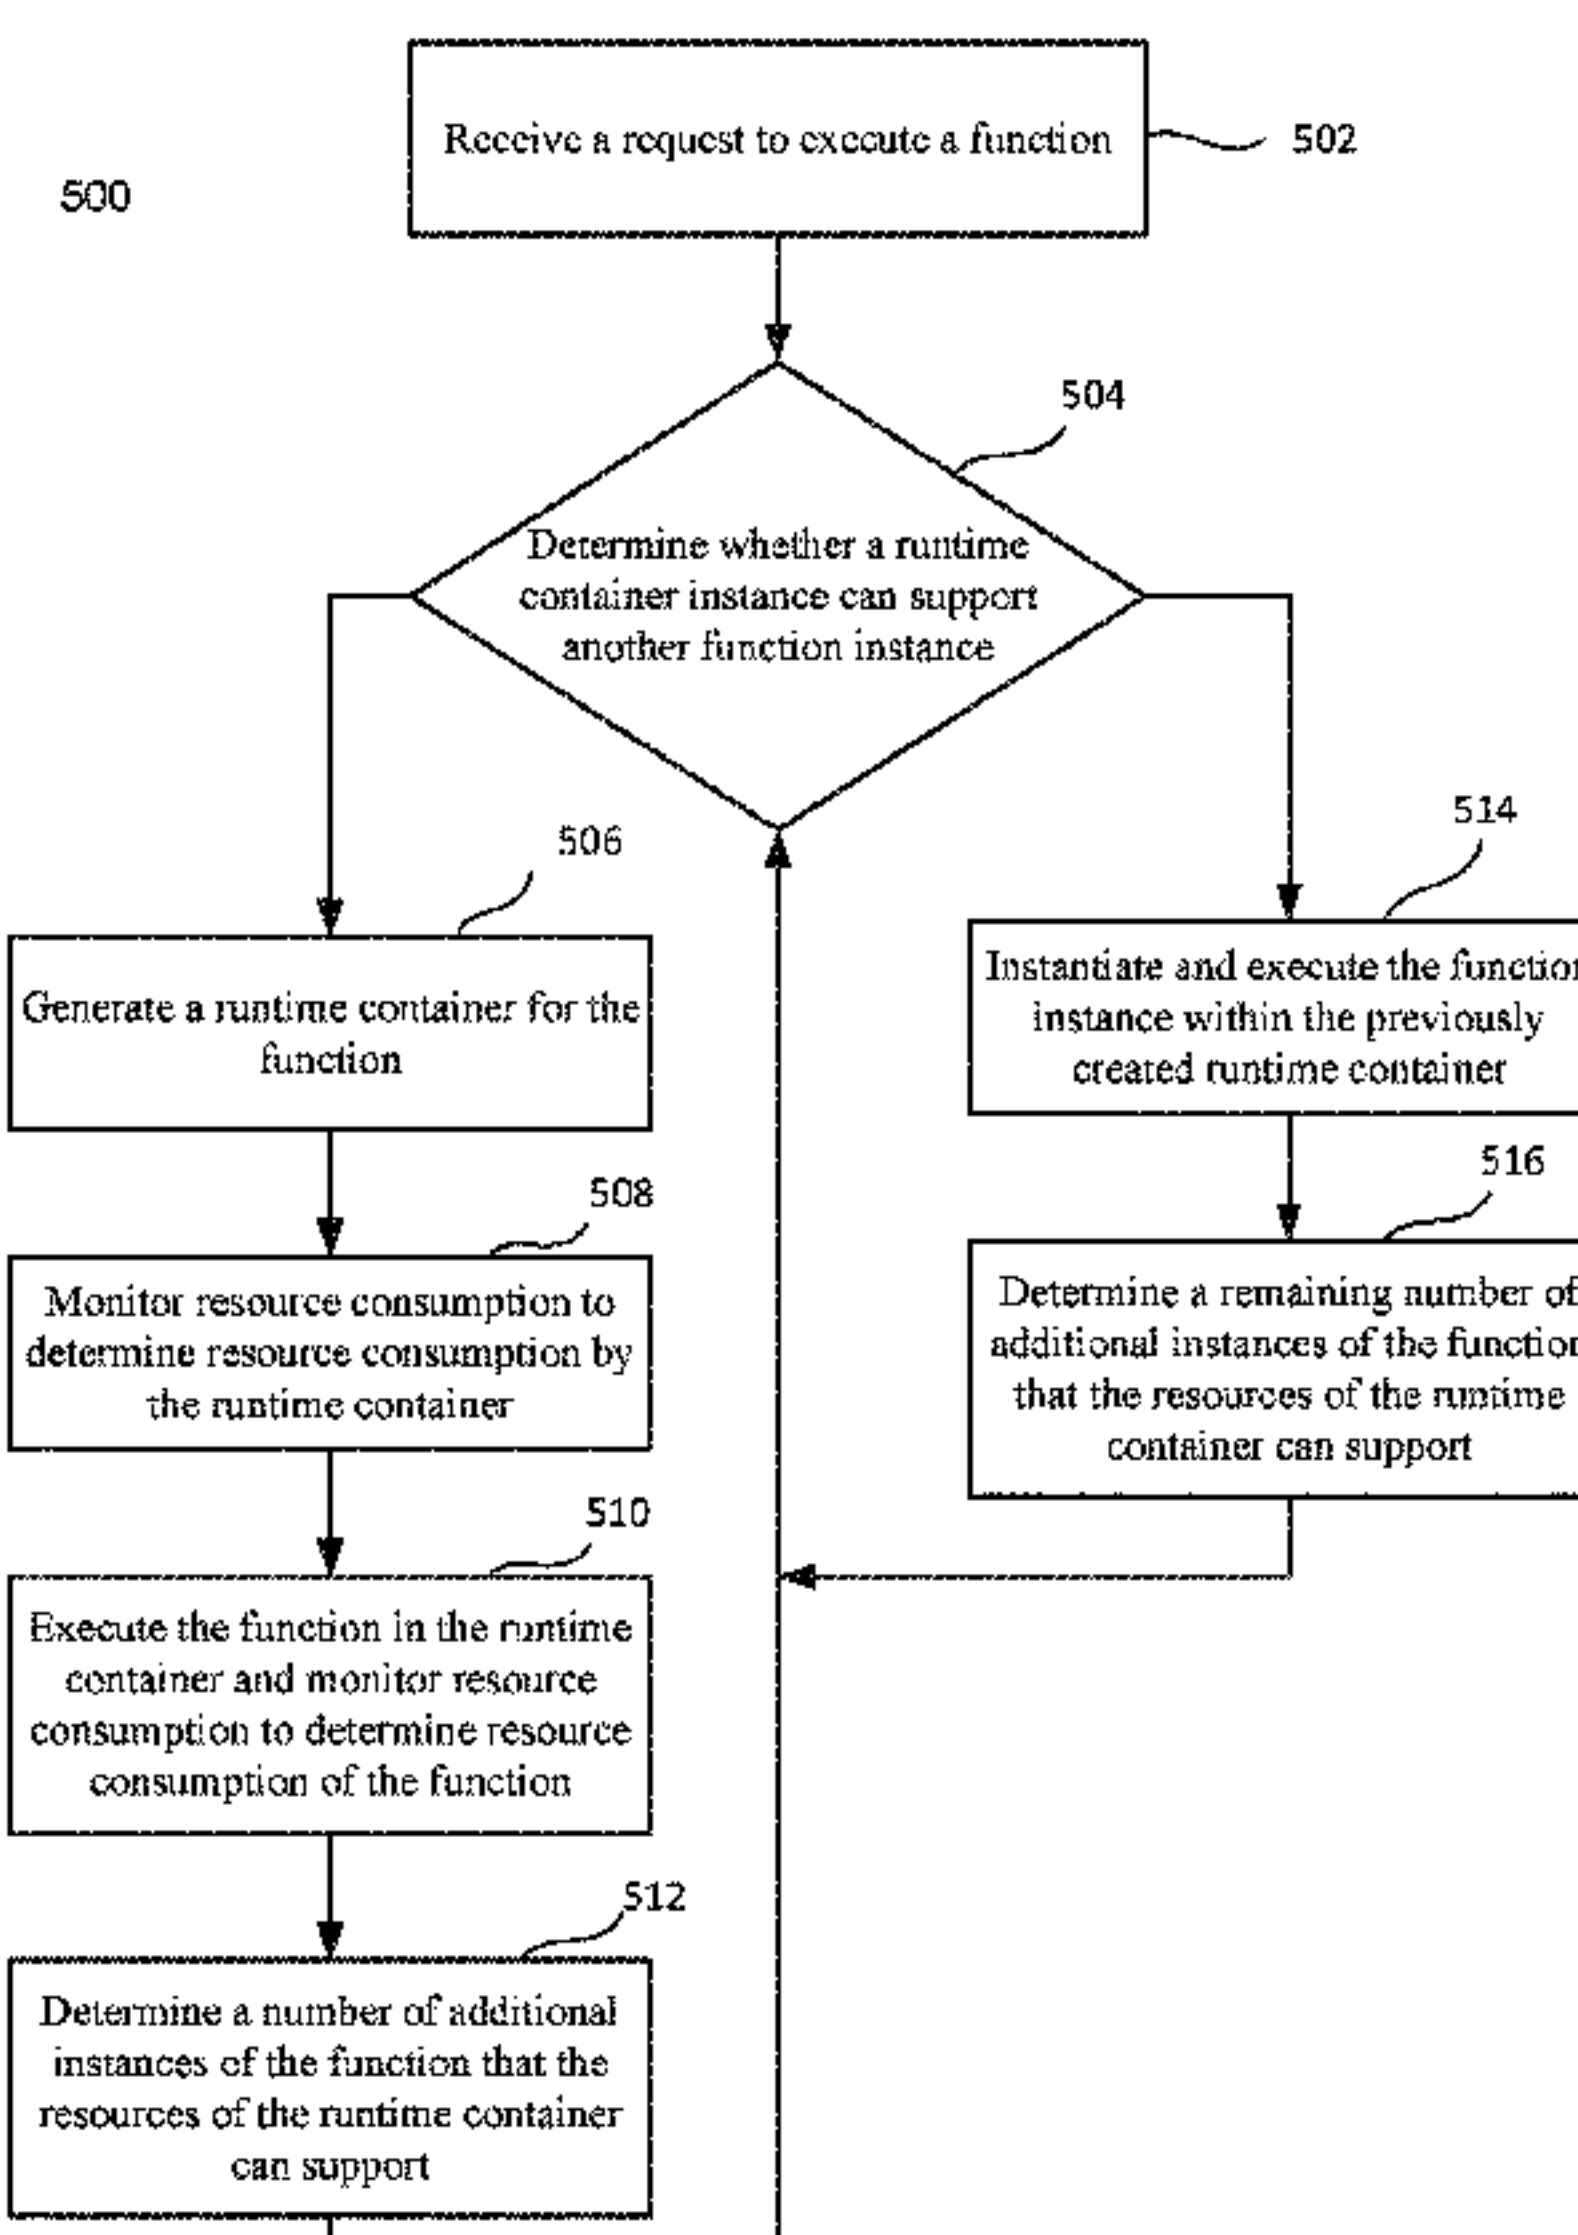 500
Receive a request to execute a function
502
504
Determine whether a runtime
container instance can support
another function instance
506
Generate a runtime container for the
function
508
Monitor resource consumption to
determine resource consumption by
the runtime container
510
Execute the function in the runtime
container and monitor resource
consumption to determine resource
consumption of the function
512
Determine a number of additional
instances of the function that the
resources of the runtime container
can support
514
Instantiate and execute the function
instance within the previously
created runtime container
516
Determine a remaining number of
additional instances of the function
that the resources of the runtime
container can support